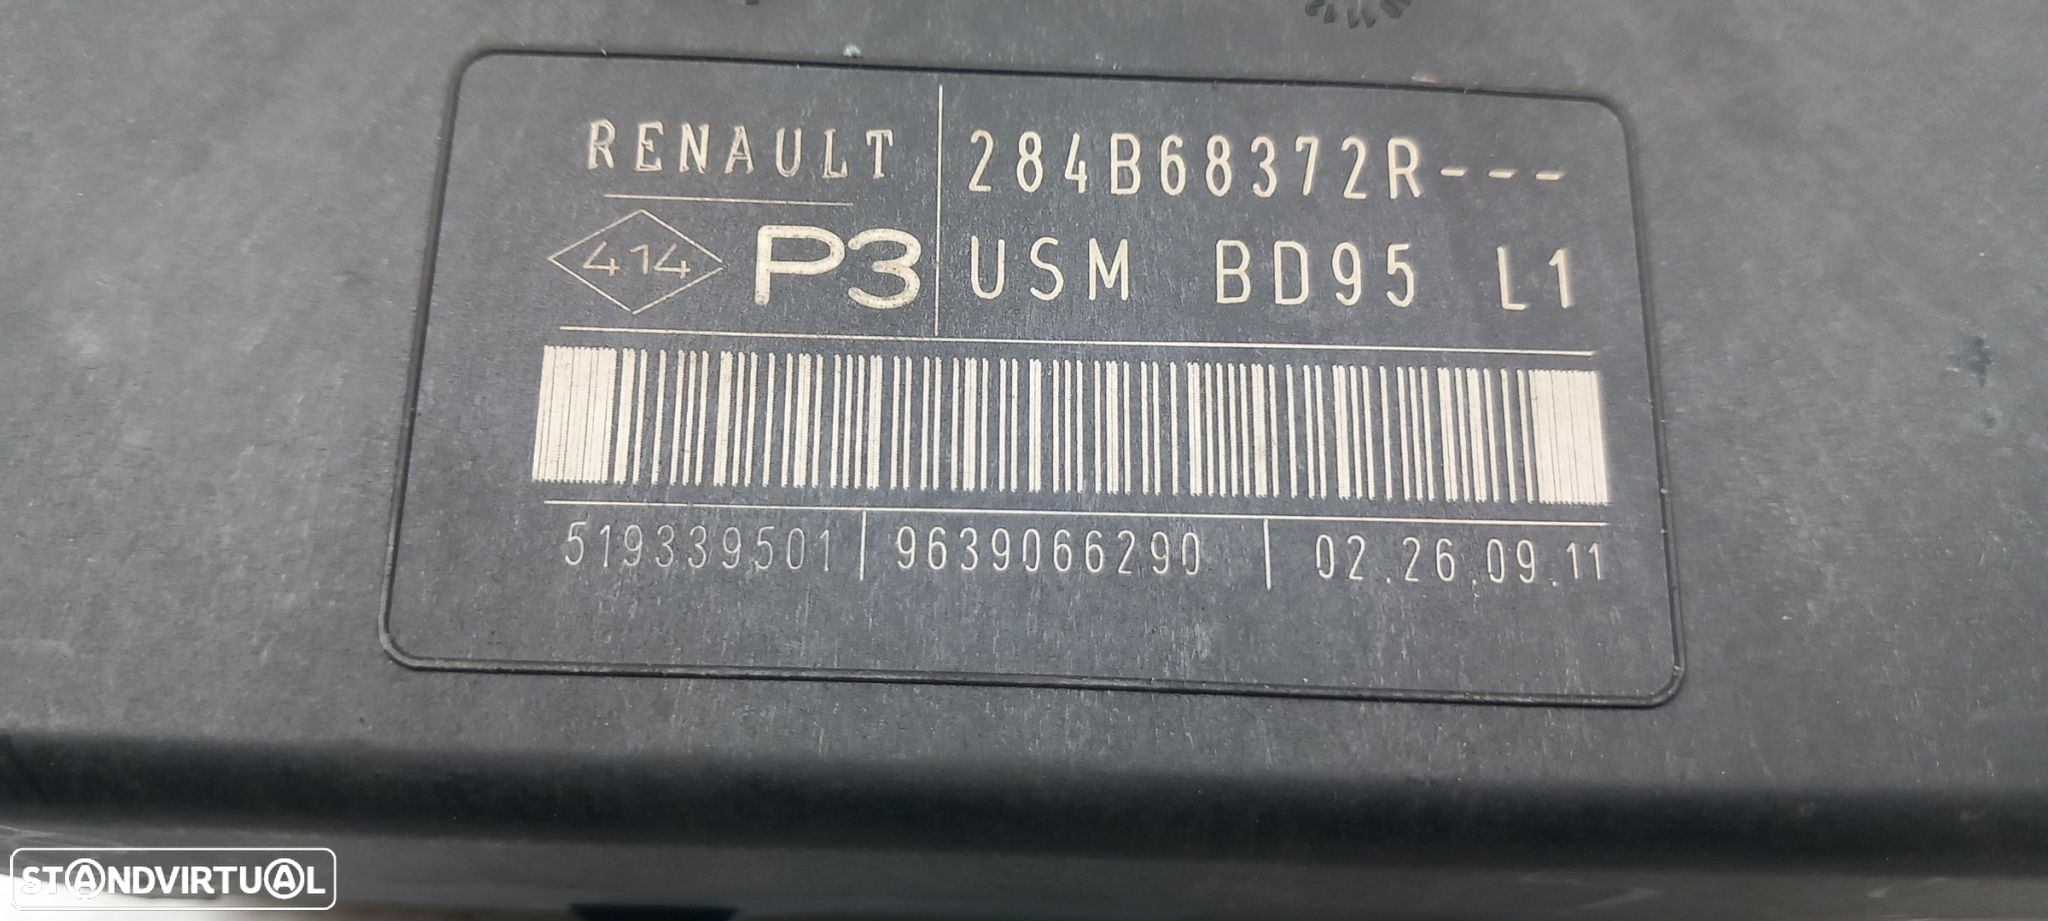 RENAULT 284B68372R---
414 P3 USM BD95 L1
519339501 9639066290 02.26.09.11
STANDVIRTUAL